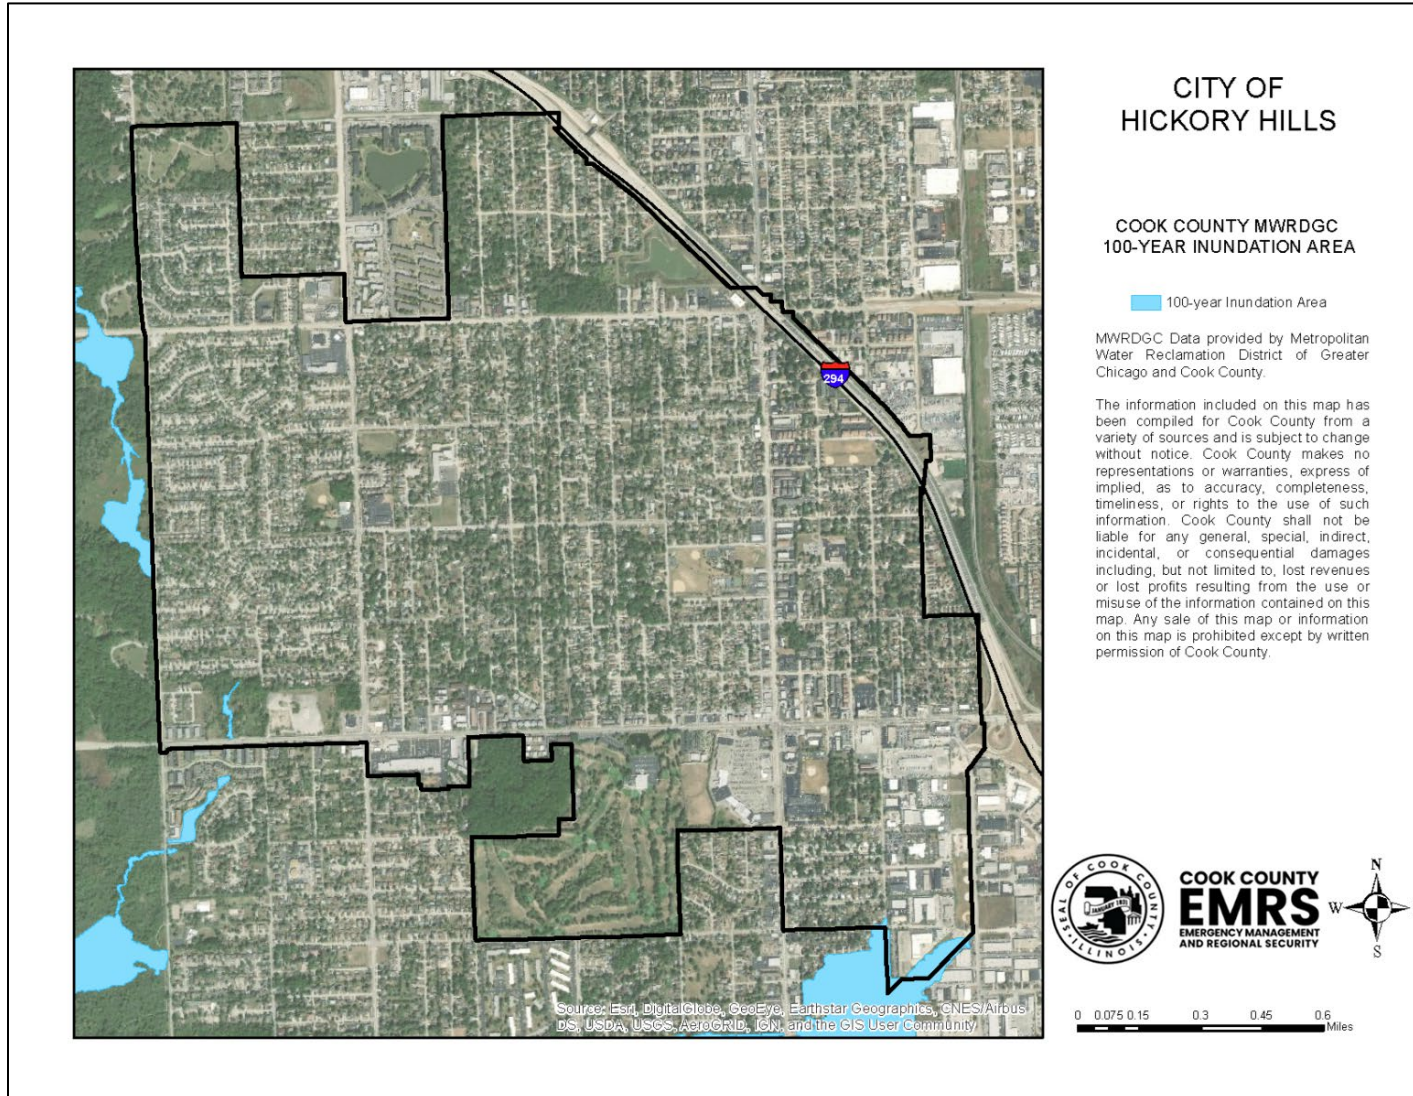 CITY OF
HICKORY HILLS
COOK COUNTY MWRDGC
100-YEAR INUNDATION AREA
100-year Inundation Area
MWRDGC Data provided by Metropolitan
Water Reclamation District of Greater
Chicago and Cook County.
The information included on this map has
been compiled for Cook County from a
variety of sources and is subject to change
without notice. Cook County makes no
representations or warranties, express of
implied, as to accuracy, completeness,
timeliness, or rights to the use of such
information. Cook County shall not be
liable for any general, special, indirect,
incidental, or consequential damages
including, but not limited to, lost revenues
or lost profits resulting from the use or
misuse of the information contained on this
map. Any sale of this map or information
on this map is prohibited except by written
permission of Cook County.
294
SEAL OF COOK COUNTY
JANUARY 1831
ILLINOIS
COOK COUNTY
EMRS
EMERGENCY MANAGEMENT
AND REGIONAL SECURITY
N
W
S
Source: Esri, DigitalGlobe, GeoEye, Earthstar Geographics, CNES/Airbus
DS, USDA, USGS, AeroGRID, IGN, and the GIS User Community
0 0.075 0.15 0.3 0.45 0.6
Miles